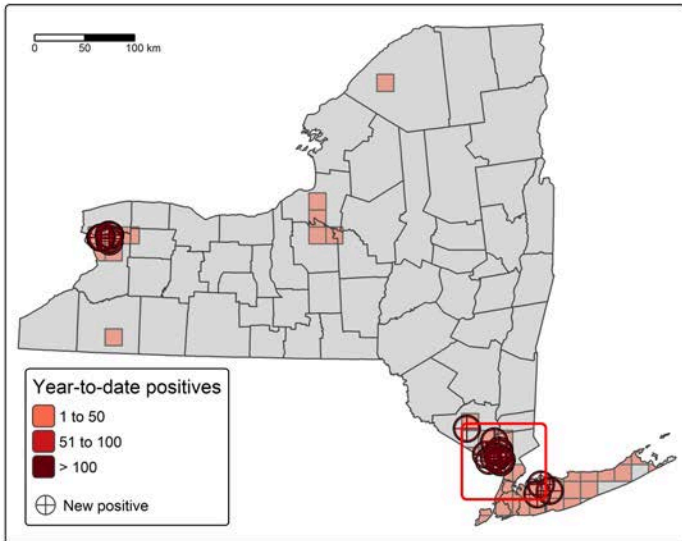 0 50 100 km
Year-to-date positives
1 to 50
51 to 100
> 100
New positive